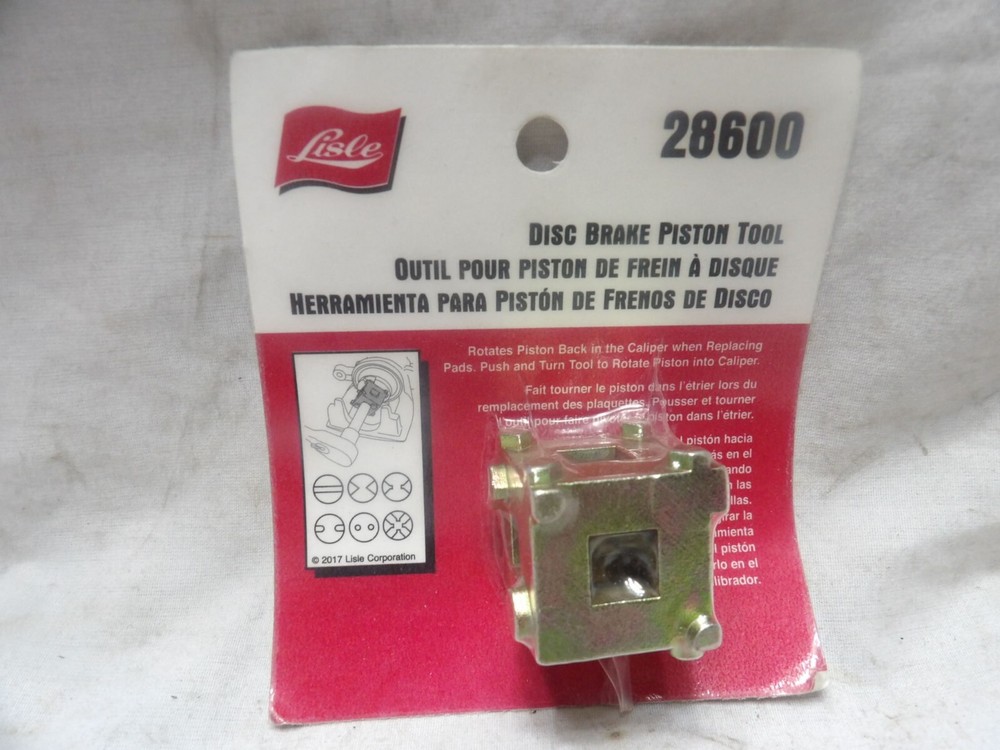 Lisle
28600
DISC BRAKE PISTON TOOL
OUTIL POUR PISTON DE FREIN À DISQUE
HERRAMIENTA PARA PISTÓN DE FRENOS DE DISCO
Rotates Piston Back in the Caliper when Replacing
Pads. Push and Turn Tool to Rotate Piston into Caliper.
Fait tourner le piston dans l'étrier lors du
remplacement des plaquettes. Pousser et tourner
l'outil pour faire piston dans l'étrier.
pistón hacia
en el
las
la
pistón
en el
© 2017 Lisle Corporation